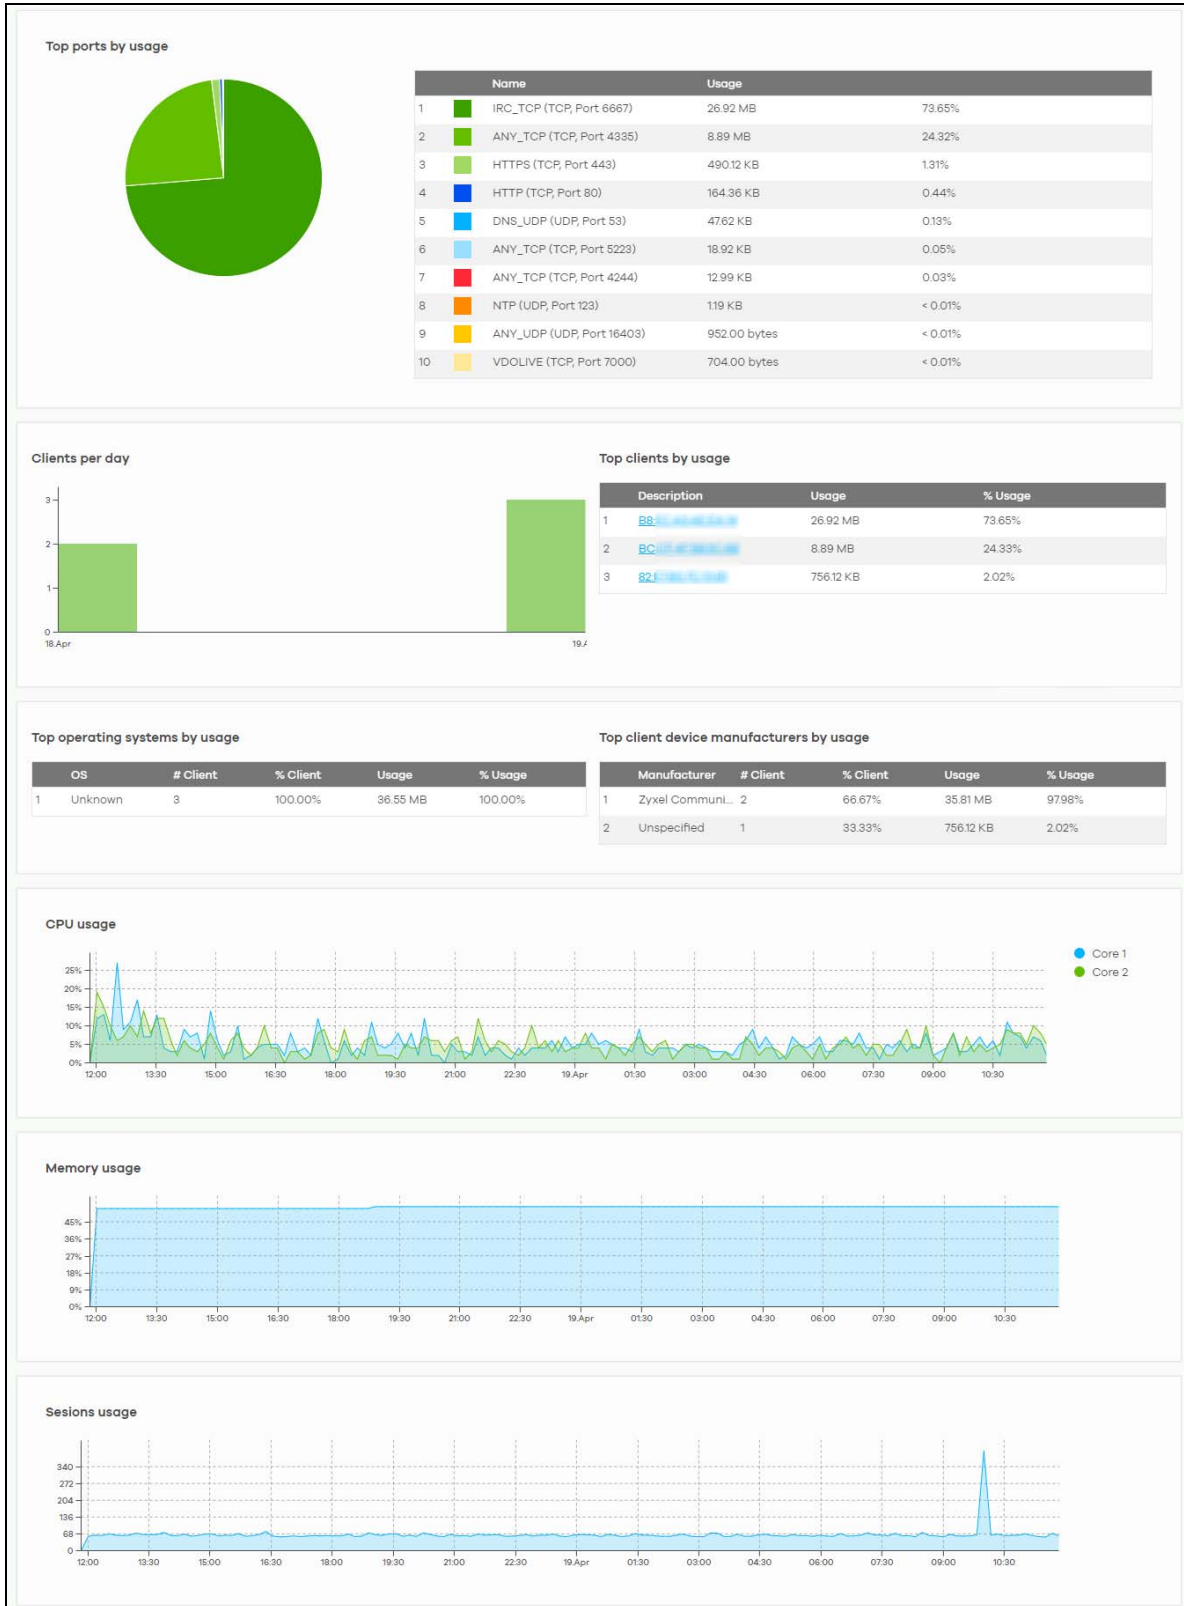 Top ports by usage
Name Usage
1 IRC_TCP (TCP, Port 6667) 26.92 MB 73.65%
2 ANY_TCP (TCP, Port 4335) 8.89 MB 24.32%
3 HTTPS (TCP, Port 443) 490.12 KB 1.31%
4 HTTP (TCP, Port 80) 164.36 KB 0.44%
5 DNS_UDP (UDP, Port 53) 47.62 KB 0.13%
6 ANY_TCP (TCP, Port 5223) 18.92 KB 0.05%
7 ANY_TCP (TCP, Port 4244) 12.99 KB 0.03%
8 NTP (UDP, Port 123) 1.19 KB < 0.01%
9 ANY_UDP (UDP, Port 16403) 952.00 bytes < 0.01%
10 VDOLIVE (TCP, Port 7000) 704.00 bytes < 0.01%
Clients per day
3
2
1
0
18.Apr 19.A
Top clients by usage
Description Usage % Usage
1 B8: 26.92 MB 73.65%
2 BC: 8.89 MB 24.33%
3 82: 756.12 KB 2.02%
Top operating systems by usage
OS # Client % Client Usage % Usage
1 Unknown 3 100.00% 36.55 MB 100.00%
Top client device manufacturers by usage
Manufacturer # Client % Client Usage % Usage
1 Zyxel Communi... 2 66.67% 35.81 MB 97.98%
2 Unspecified 1 33.33% 756.12 KB 2.02%
CPU usage
Core 1
Core 2
25%
20%
15%
10%
5%
0%
12:00 13:30 15:00 16:30 18:00 19:30 21:00 22:30 19.Apr 01:30 03:00 04:30 06:00 07:30 09:00 10:30
Memory usage
45%
36%
27%
18%
9%
0%
12:00 13:30 15:00 16:30 18:00 19:30 21:00 22:30 19.Apr 01:30 03:00 04:30 06:00 07:30 09:00 10:30
Sesions usage
340
272
204
136
68
0
12:00 13:30 15:00 16:30 18:00 19:30 21:00 22:30 19.Apr 01:30 03:00 04:30 06:00 07:30 09:00 10:30